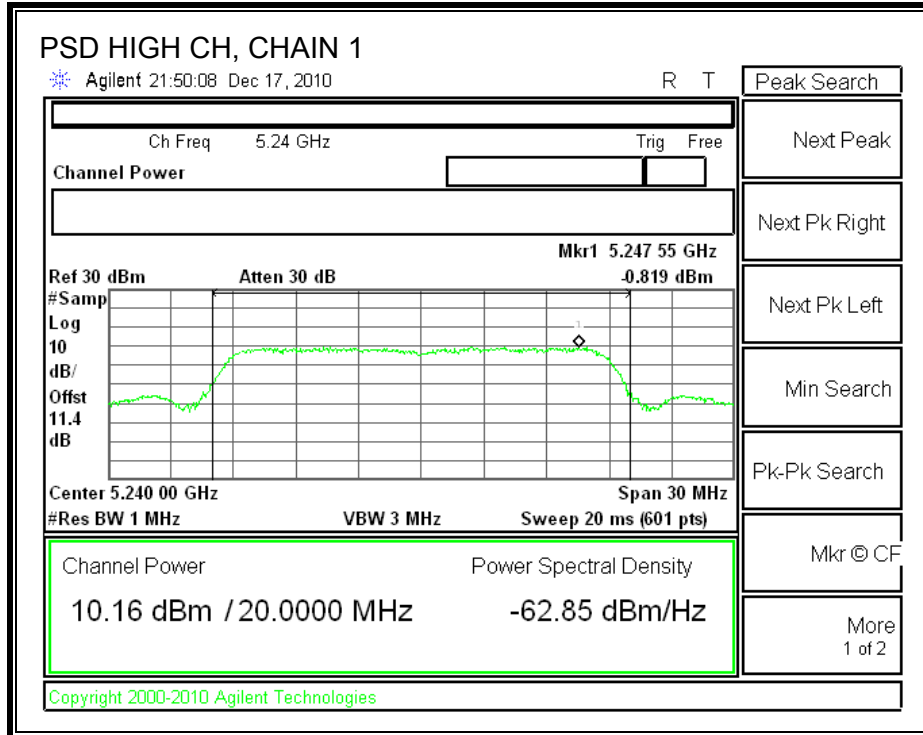 PSD HIGH CH, CHAIN 1
Agilent 21:50:08 Dec 17, 2010 R T
Ch Freq 5.24 GHz Trig Free
Channel Power
Mkr1 5.247 55 GHz
Ref 30 dBm Atten 30 dB -0.819 dBm
#Samp
Log
10
dB/
Offst
11.4
dB
1
Center 5.240 00 GHz Span 30 MHz
#Res BW 1 MHz VBW 3 MHz Sweep 20 ms (601 pts)
Channel Power Power Spectral Density
10.16 dBm / 20.0000 MHz -62.85 dBm/Hz
Copyright 2000-2010 Agilent Technologies
Peak Search
Next Peak
Next Pk Right
Next Pk Left
Min Search
Pk-Pk Search
Mkr © CF
More
1 of 2